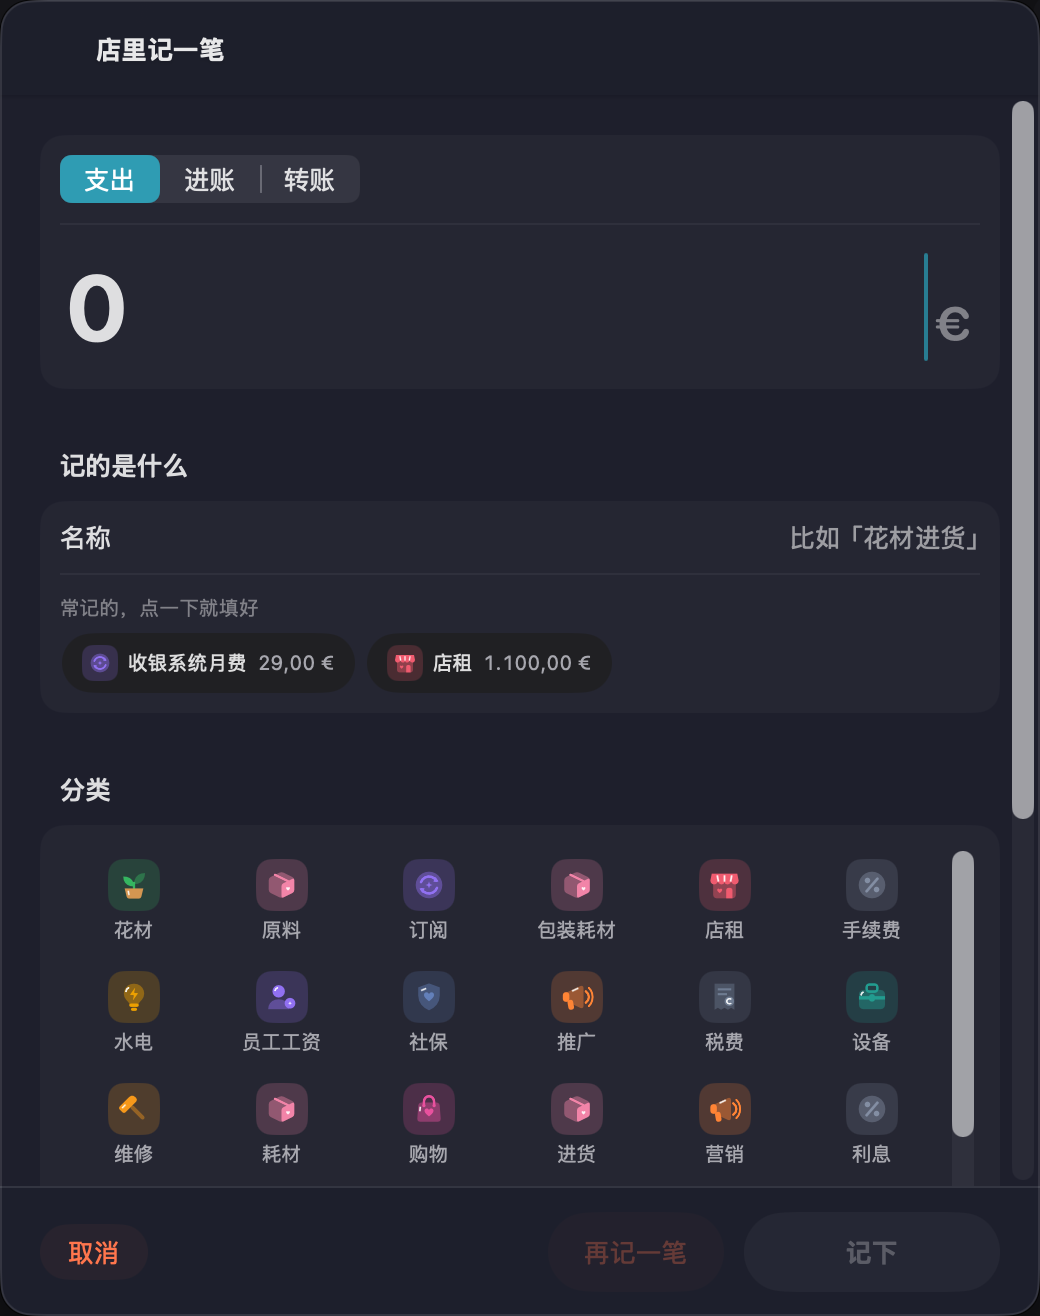 店里记一笔
支出 进账 转账
0 €
记的是什么
名称 比如「花材进货」
常记的，点一下就填好
收银系统月费 29,00 € 店租 1.100,00 €
分类
花材 原料 订阅 包装耗材 店租 手续费
水电 员工工资 社保 推广 税费 设备
维修 耗材 购物 进货 营销 利息
取消 再记一笔 记下